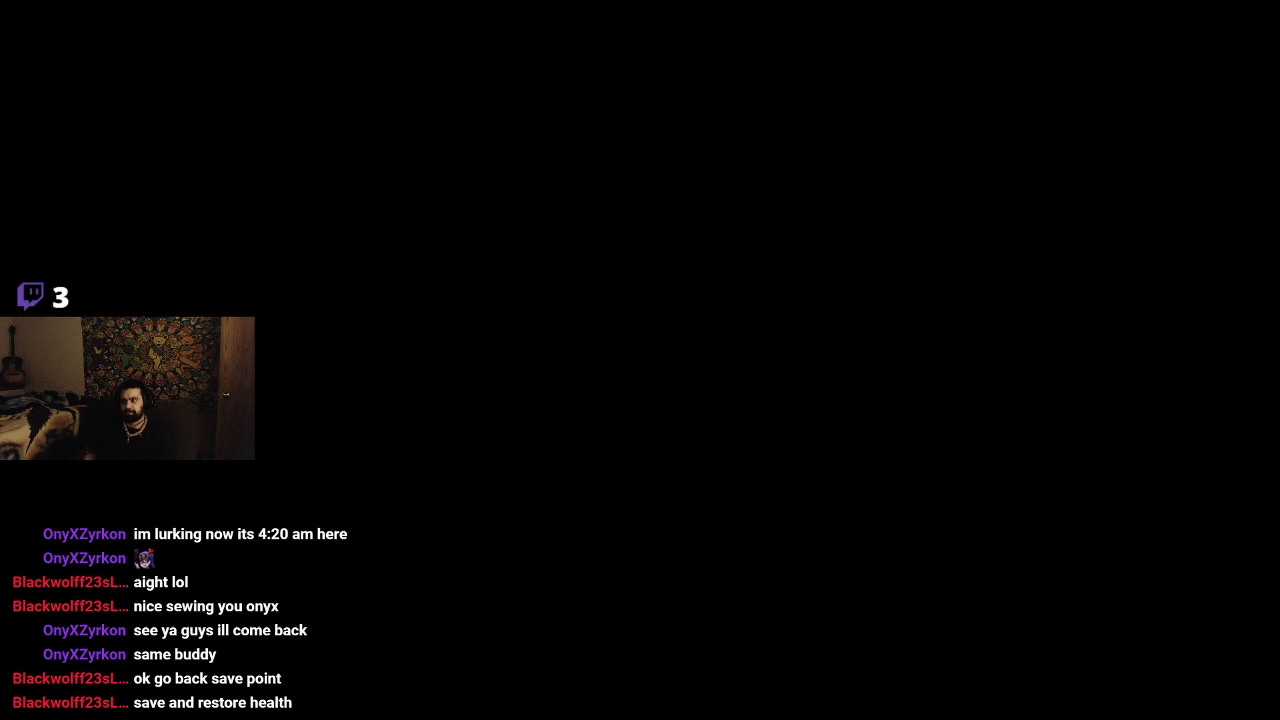 3
OnyXZyrkon im lurking now its 4:20 am here
OnyXZyrkon
Blackwolff23sL... aight lol
Blackwolff23sL... nice sewing you onyx
OnyXZyrkon see ya guys ill come back
OnyXZyrkon same buddy
Blackwolff23sL... ok go back save point
Blackwolff23sL... save and restore health